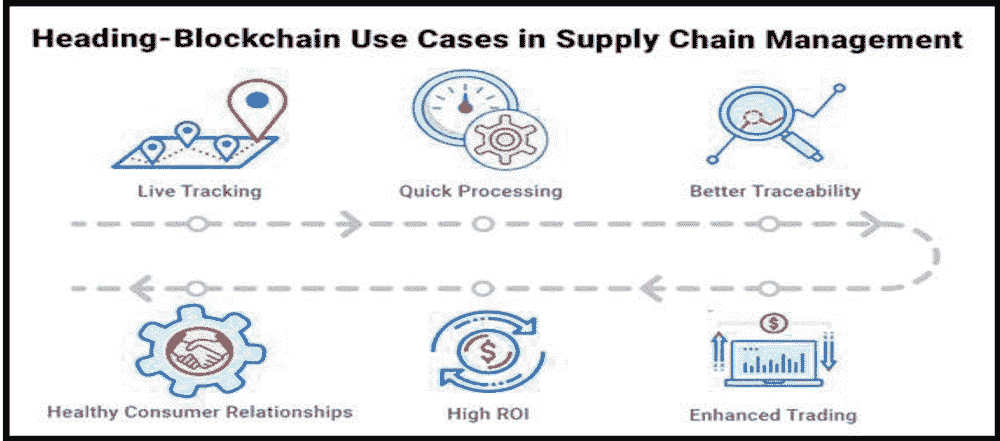 Heading-Blockchain Use Cases in Supply Chain Management
Live Tracking
Quick Processing
Better Traceability
$
Healthy Consumer Relationships
$
High ROI
Enhanced Trading